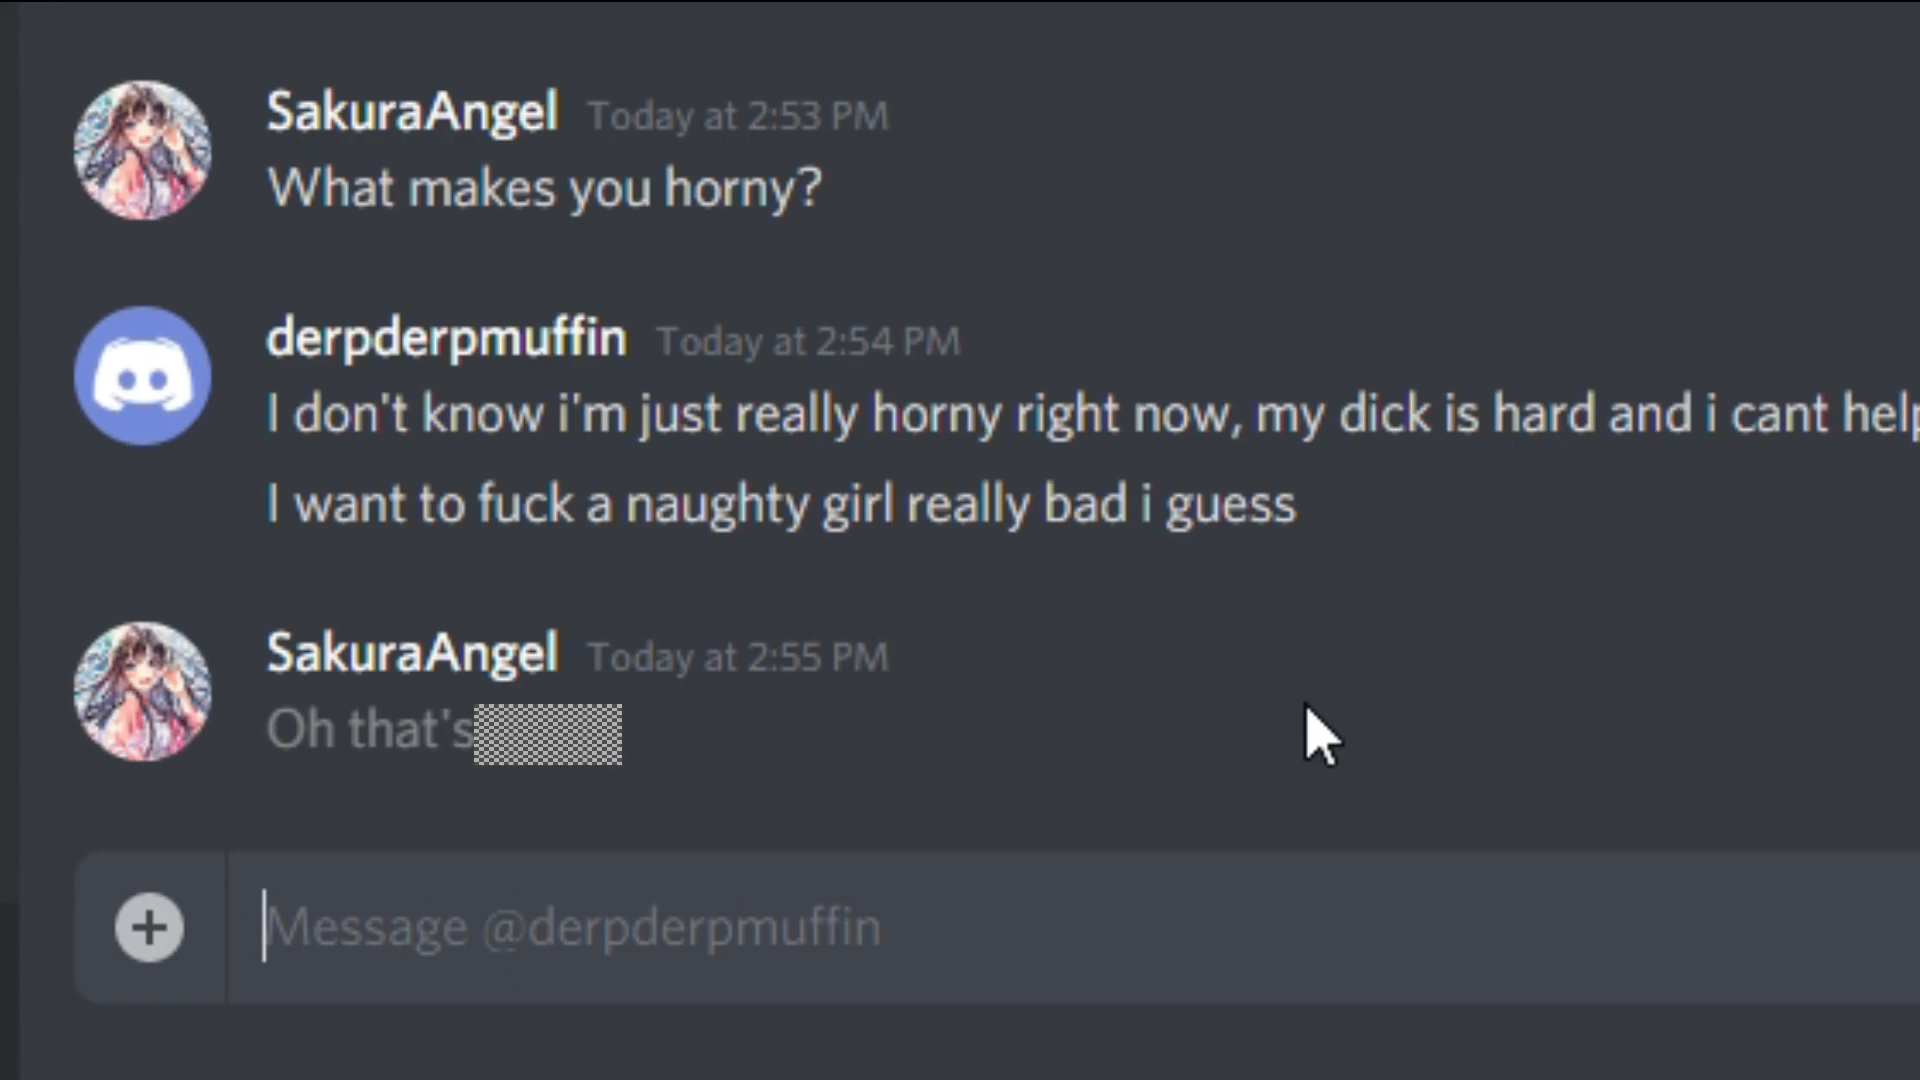 SakuraAngel Today at 2:53 PM
What makes you horny?
derpderpmuffin Today at 2:54 PM
I don't know i'm just really horny right now, my dick is hard and i cant help
I want to fuck a naughty girl really bad i guess
SakuraAngel Today at 2:55 PM
Oh that's
Message @derpderpmuffin